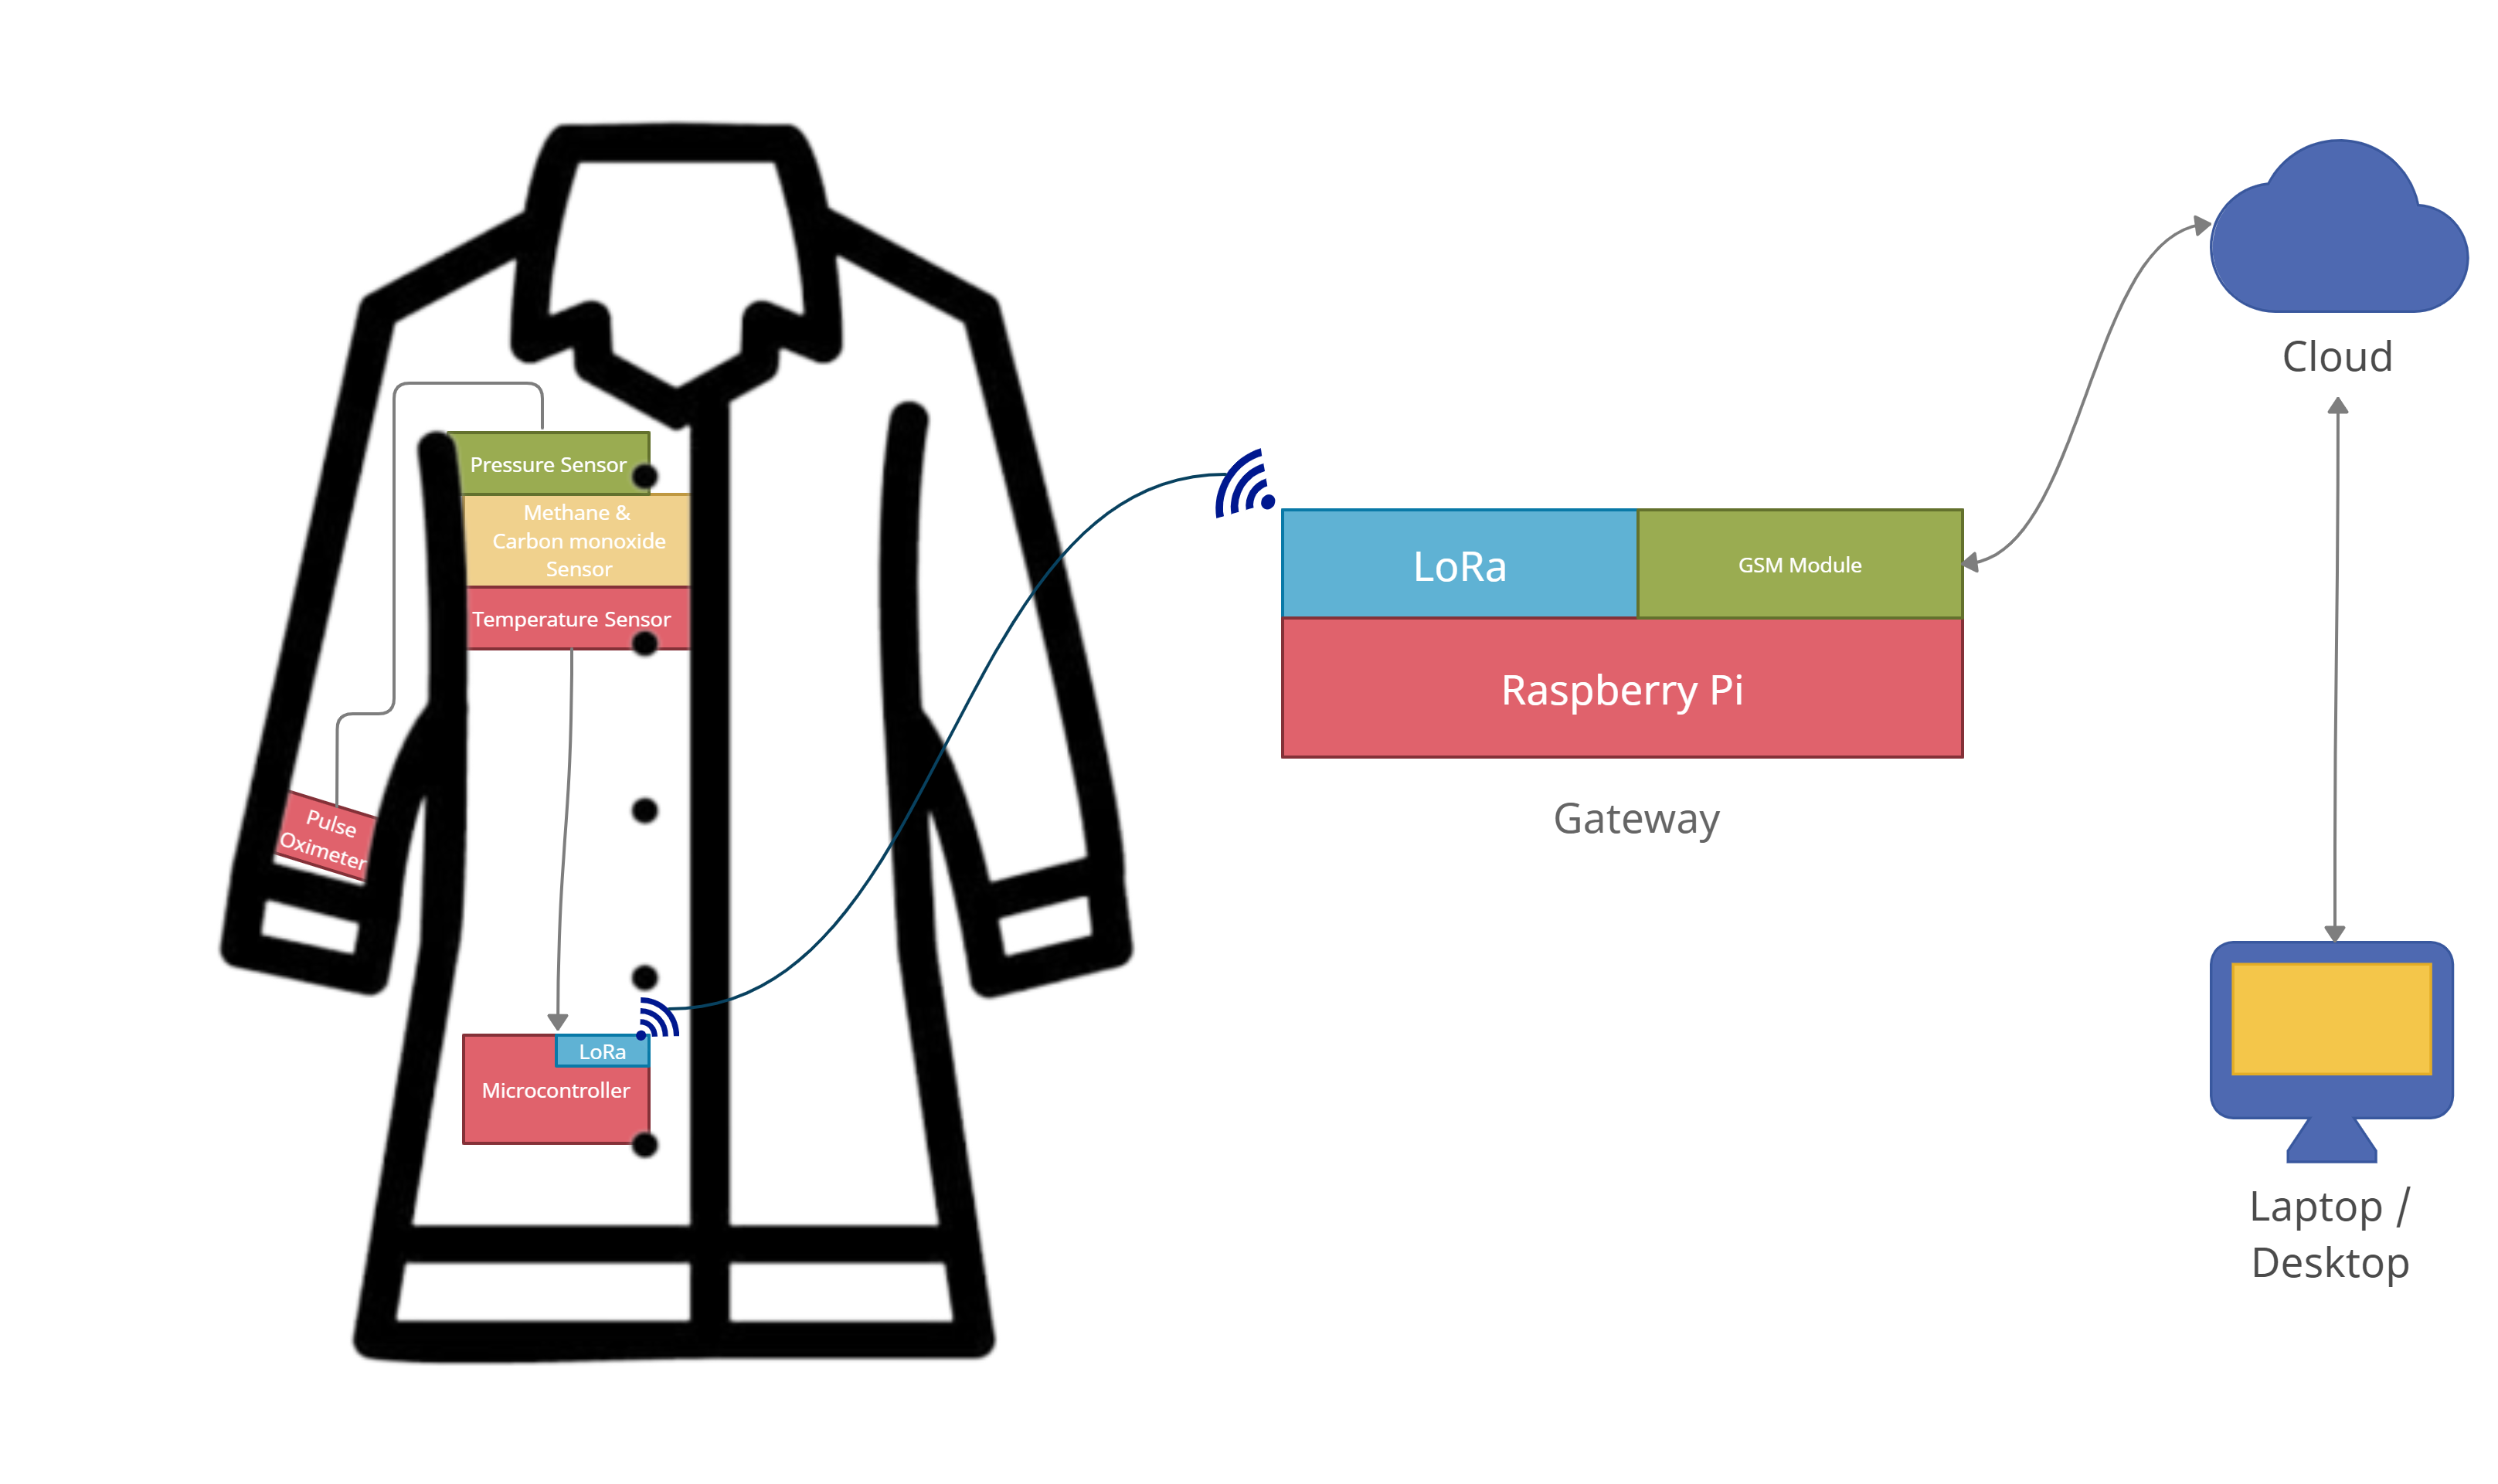 Pressure Sensor
Methane &
Carbon monoxide
Sensor
Temperature Sensor
Pulse
Oximeter
LoRa
Microcontroller
LoRa
GSM Module
Raspberry Pi
Gateway
Cloud
Laptop /
Desktop